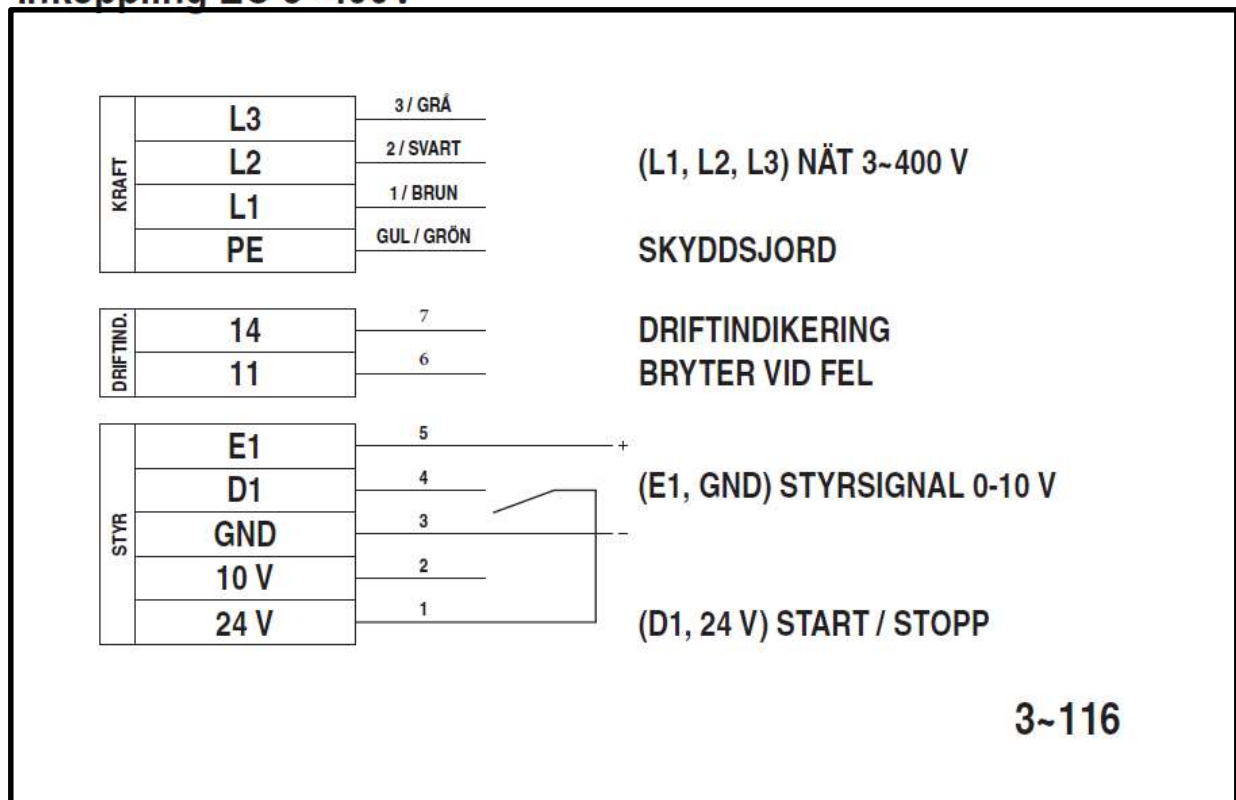 KRAFT
L3 3 / GRÅ
L2 2 / SVART
L1 1 / BRUN
PE GUL / GRÖN
(L1, L2, L3) NÄT 3~400 V
SKYDDSJORD
DRIFTIND.
14 7 DRIFTINDIKERING
11 6 BRYTER VID FEL
STYR
E1 5 +
D1 4
GND 3 -
10 V 2
24 V 1
(E1, GND) STYRSIGNAL 0-10 V
(D1, 24 V) START / STOPP
3~116